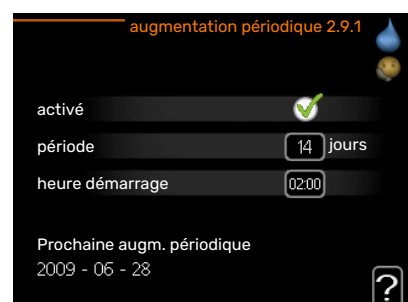 augmentation périodique 2.9.1
activé
période 14 jours
heure démarrage 02:00
Prochaine augm. périodique
2009 - 06 - 28
?